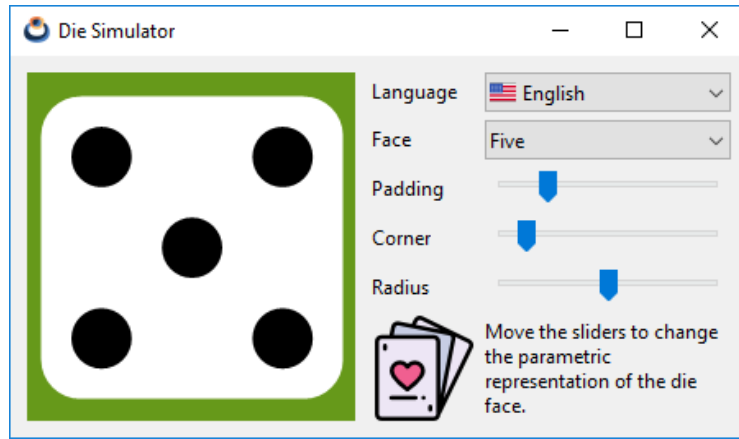 Die Simulator
Language
English
Face
Five
Padding
Corner
Radius
Move the sliders to change
the parametric
representation of the die
face.